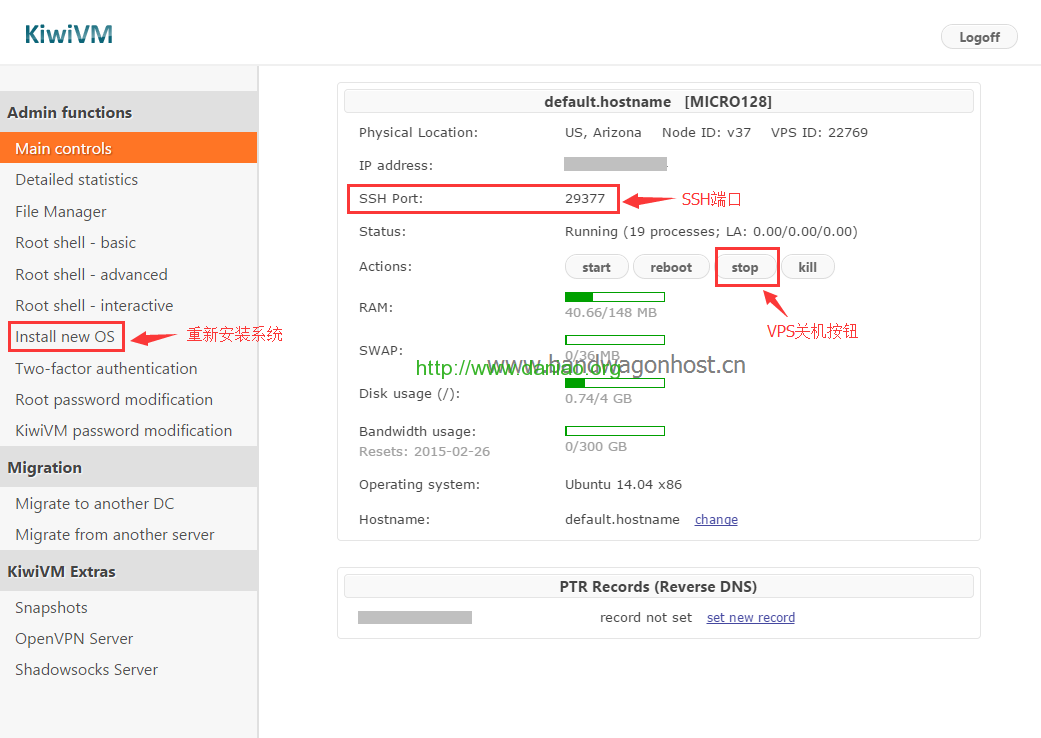 KiwiVM
Logoff
Admin functions
Main controls
Detailed statistics
File Manager
Root shell - basic
Root shell - advanced
Root shell - interactive
Install new OS
重新安装系统
Two-factor authentication
Root password modification
KiwiVM password modification
Migration
Migrate to another DC
Migrate from another server
KiwiVM Extras
Snapshots
OpenVPN Server
Shadowsocks Server
default.hostname [MICRO128]
Physical Location: US, Arizona Node ID: v37 VPS ID: 22769
IP address:
SSH Port: 29377 SSH端口
Status: Running (19 processes; LA: 0.00/0.00/0.00)
Actions: start reboot stop kill
VPS关机按钮
RAM: 40.66/148 MB
SWAP: 0/36 MB
http://www.daniao.org
www.bandwagonhost.cn
Disk usage (/): 0.74/4 GB
Bandwidth usage:
Resets: 2015-02-26 0/300 GB
Operating system: Ubuntu 14.04 x86
Hostname: default.hostname change
PTR Records (Reverse DNS)
record not set set new record